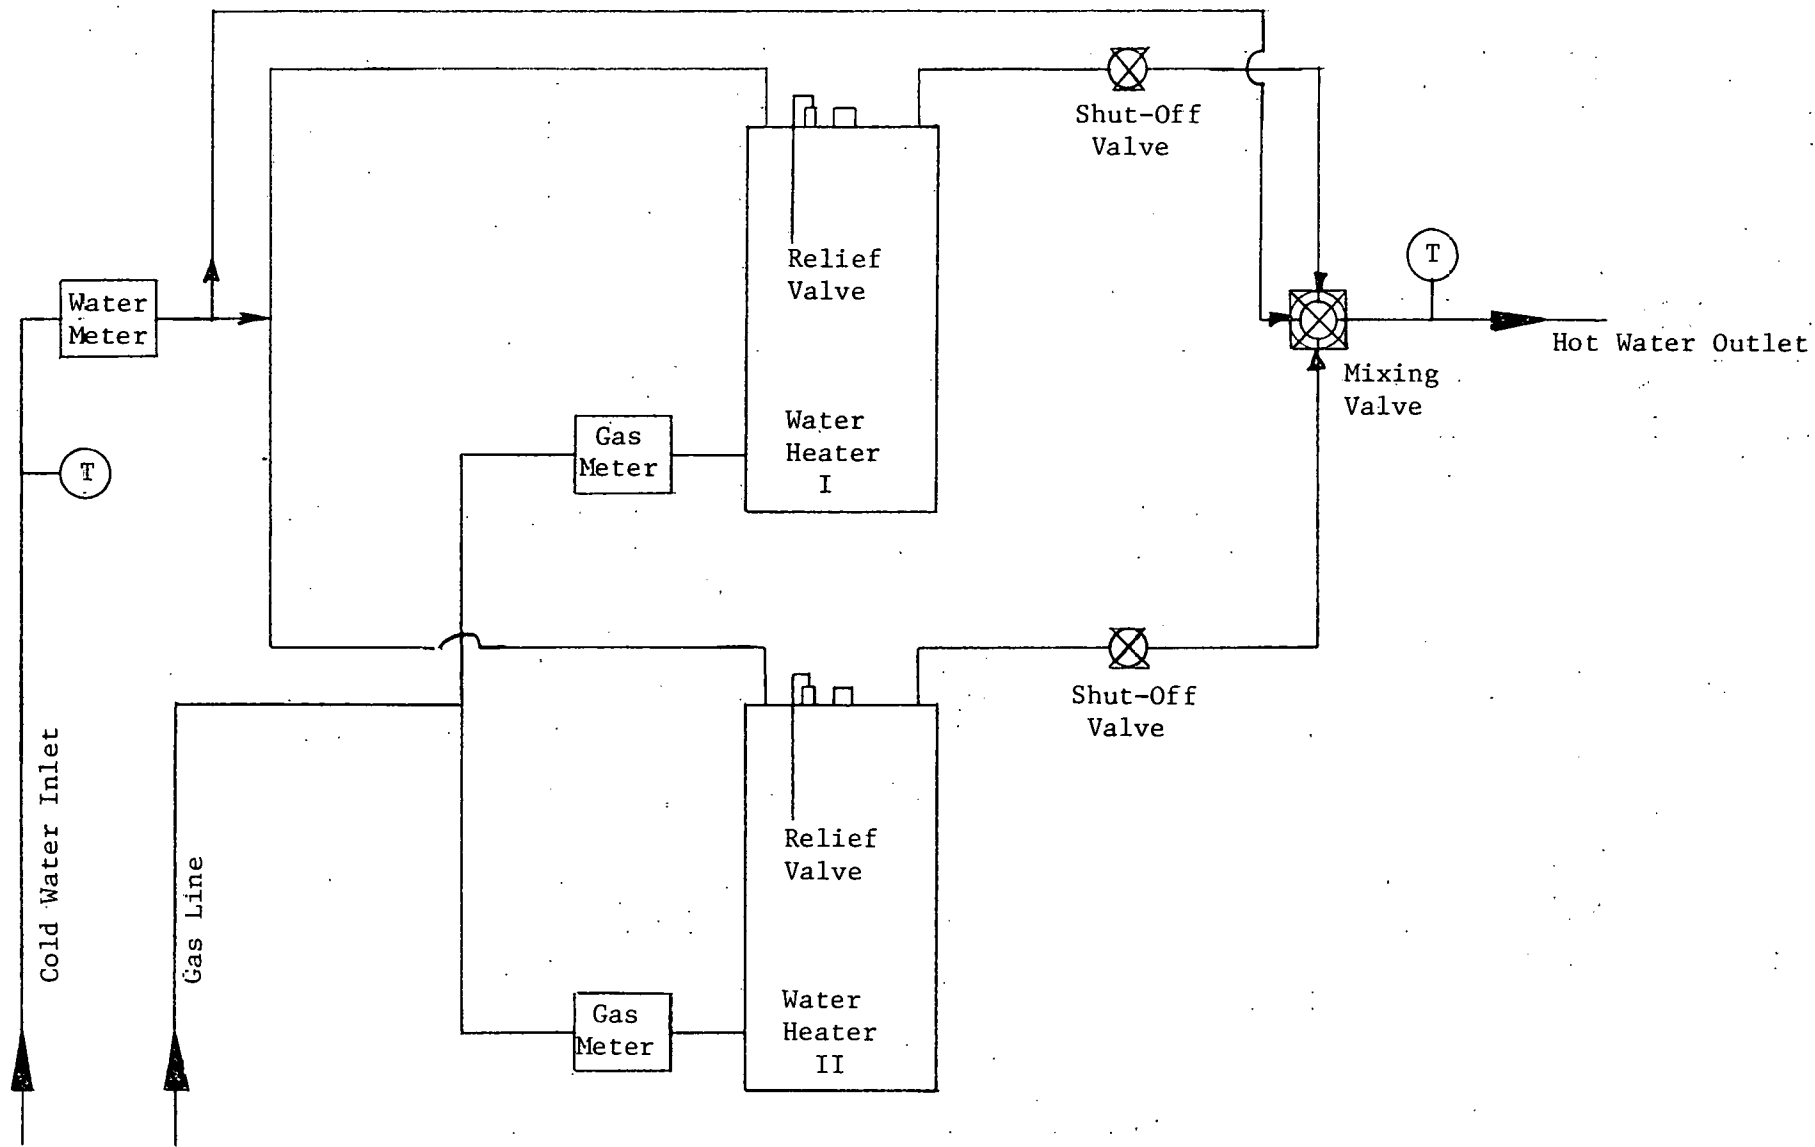 Shut-Off
Valve
Relief
Valve
Water
Meter
T
Hot Water Outlet
Mixing
Valve
Gas
Meter
Water
Heater
I
T
Shut-Off
Valve
Cold Water Inlet
Gas Line
Relief
Valve
Gas
Meter
Water
Heater
II